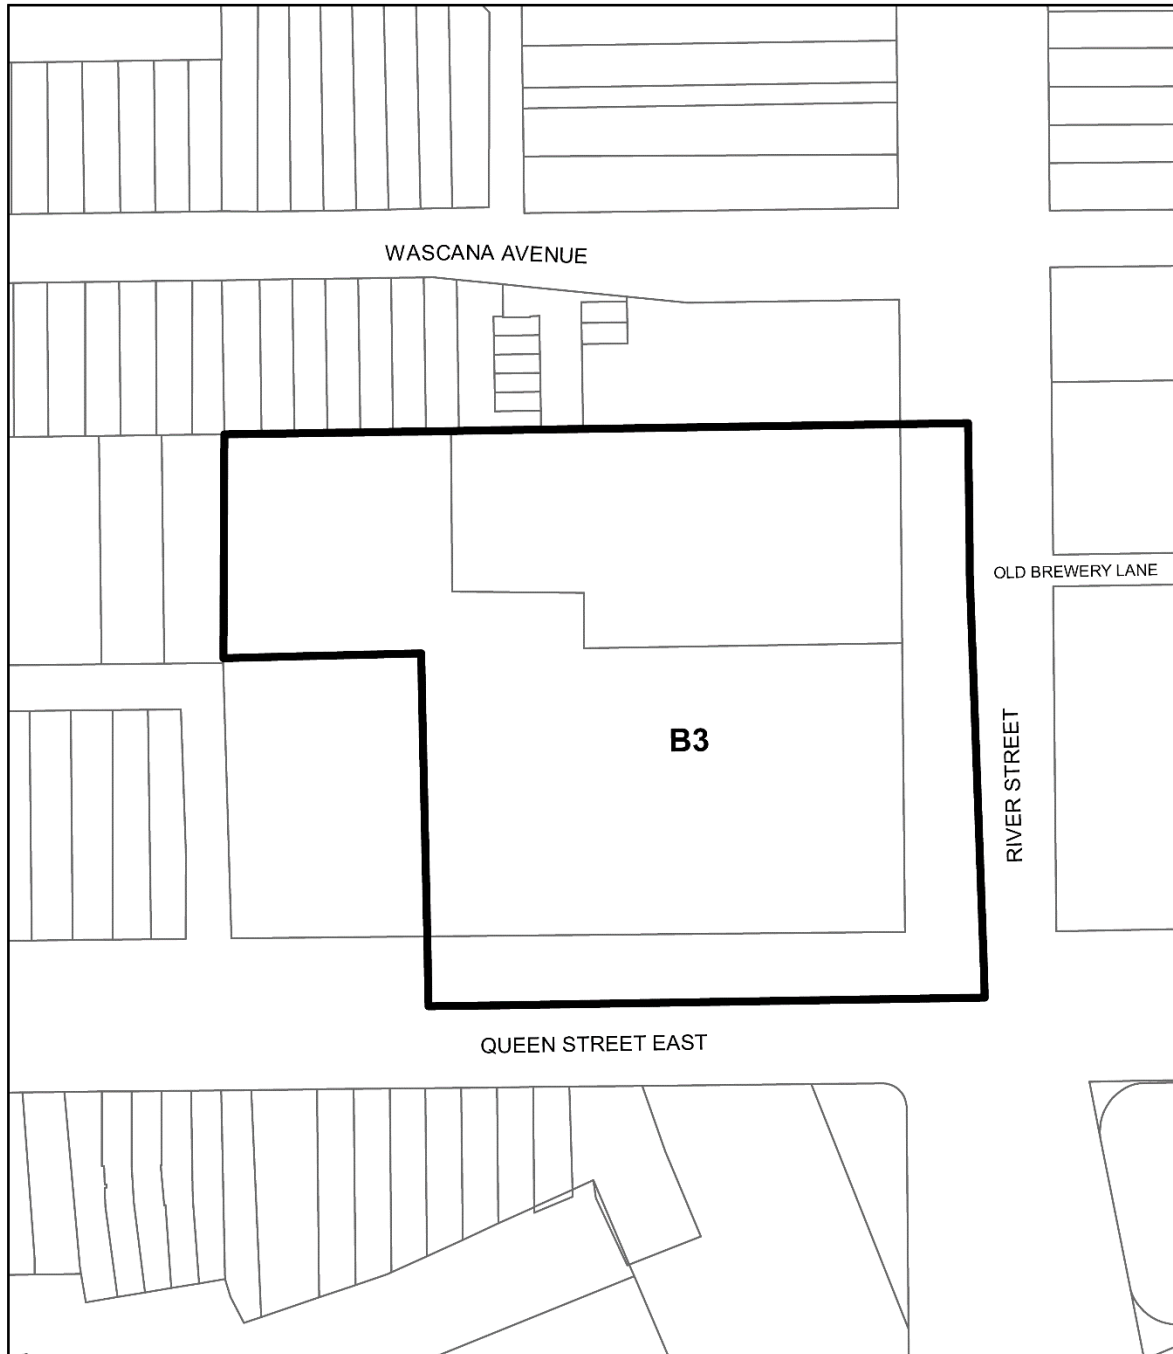 WASCANA AVENUE
OLD BREWERY LANE
B3
RIVER STREET
QUEEN STREET EAST